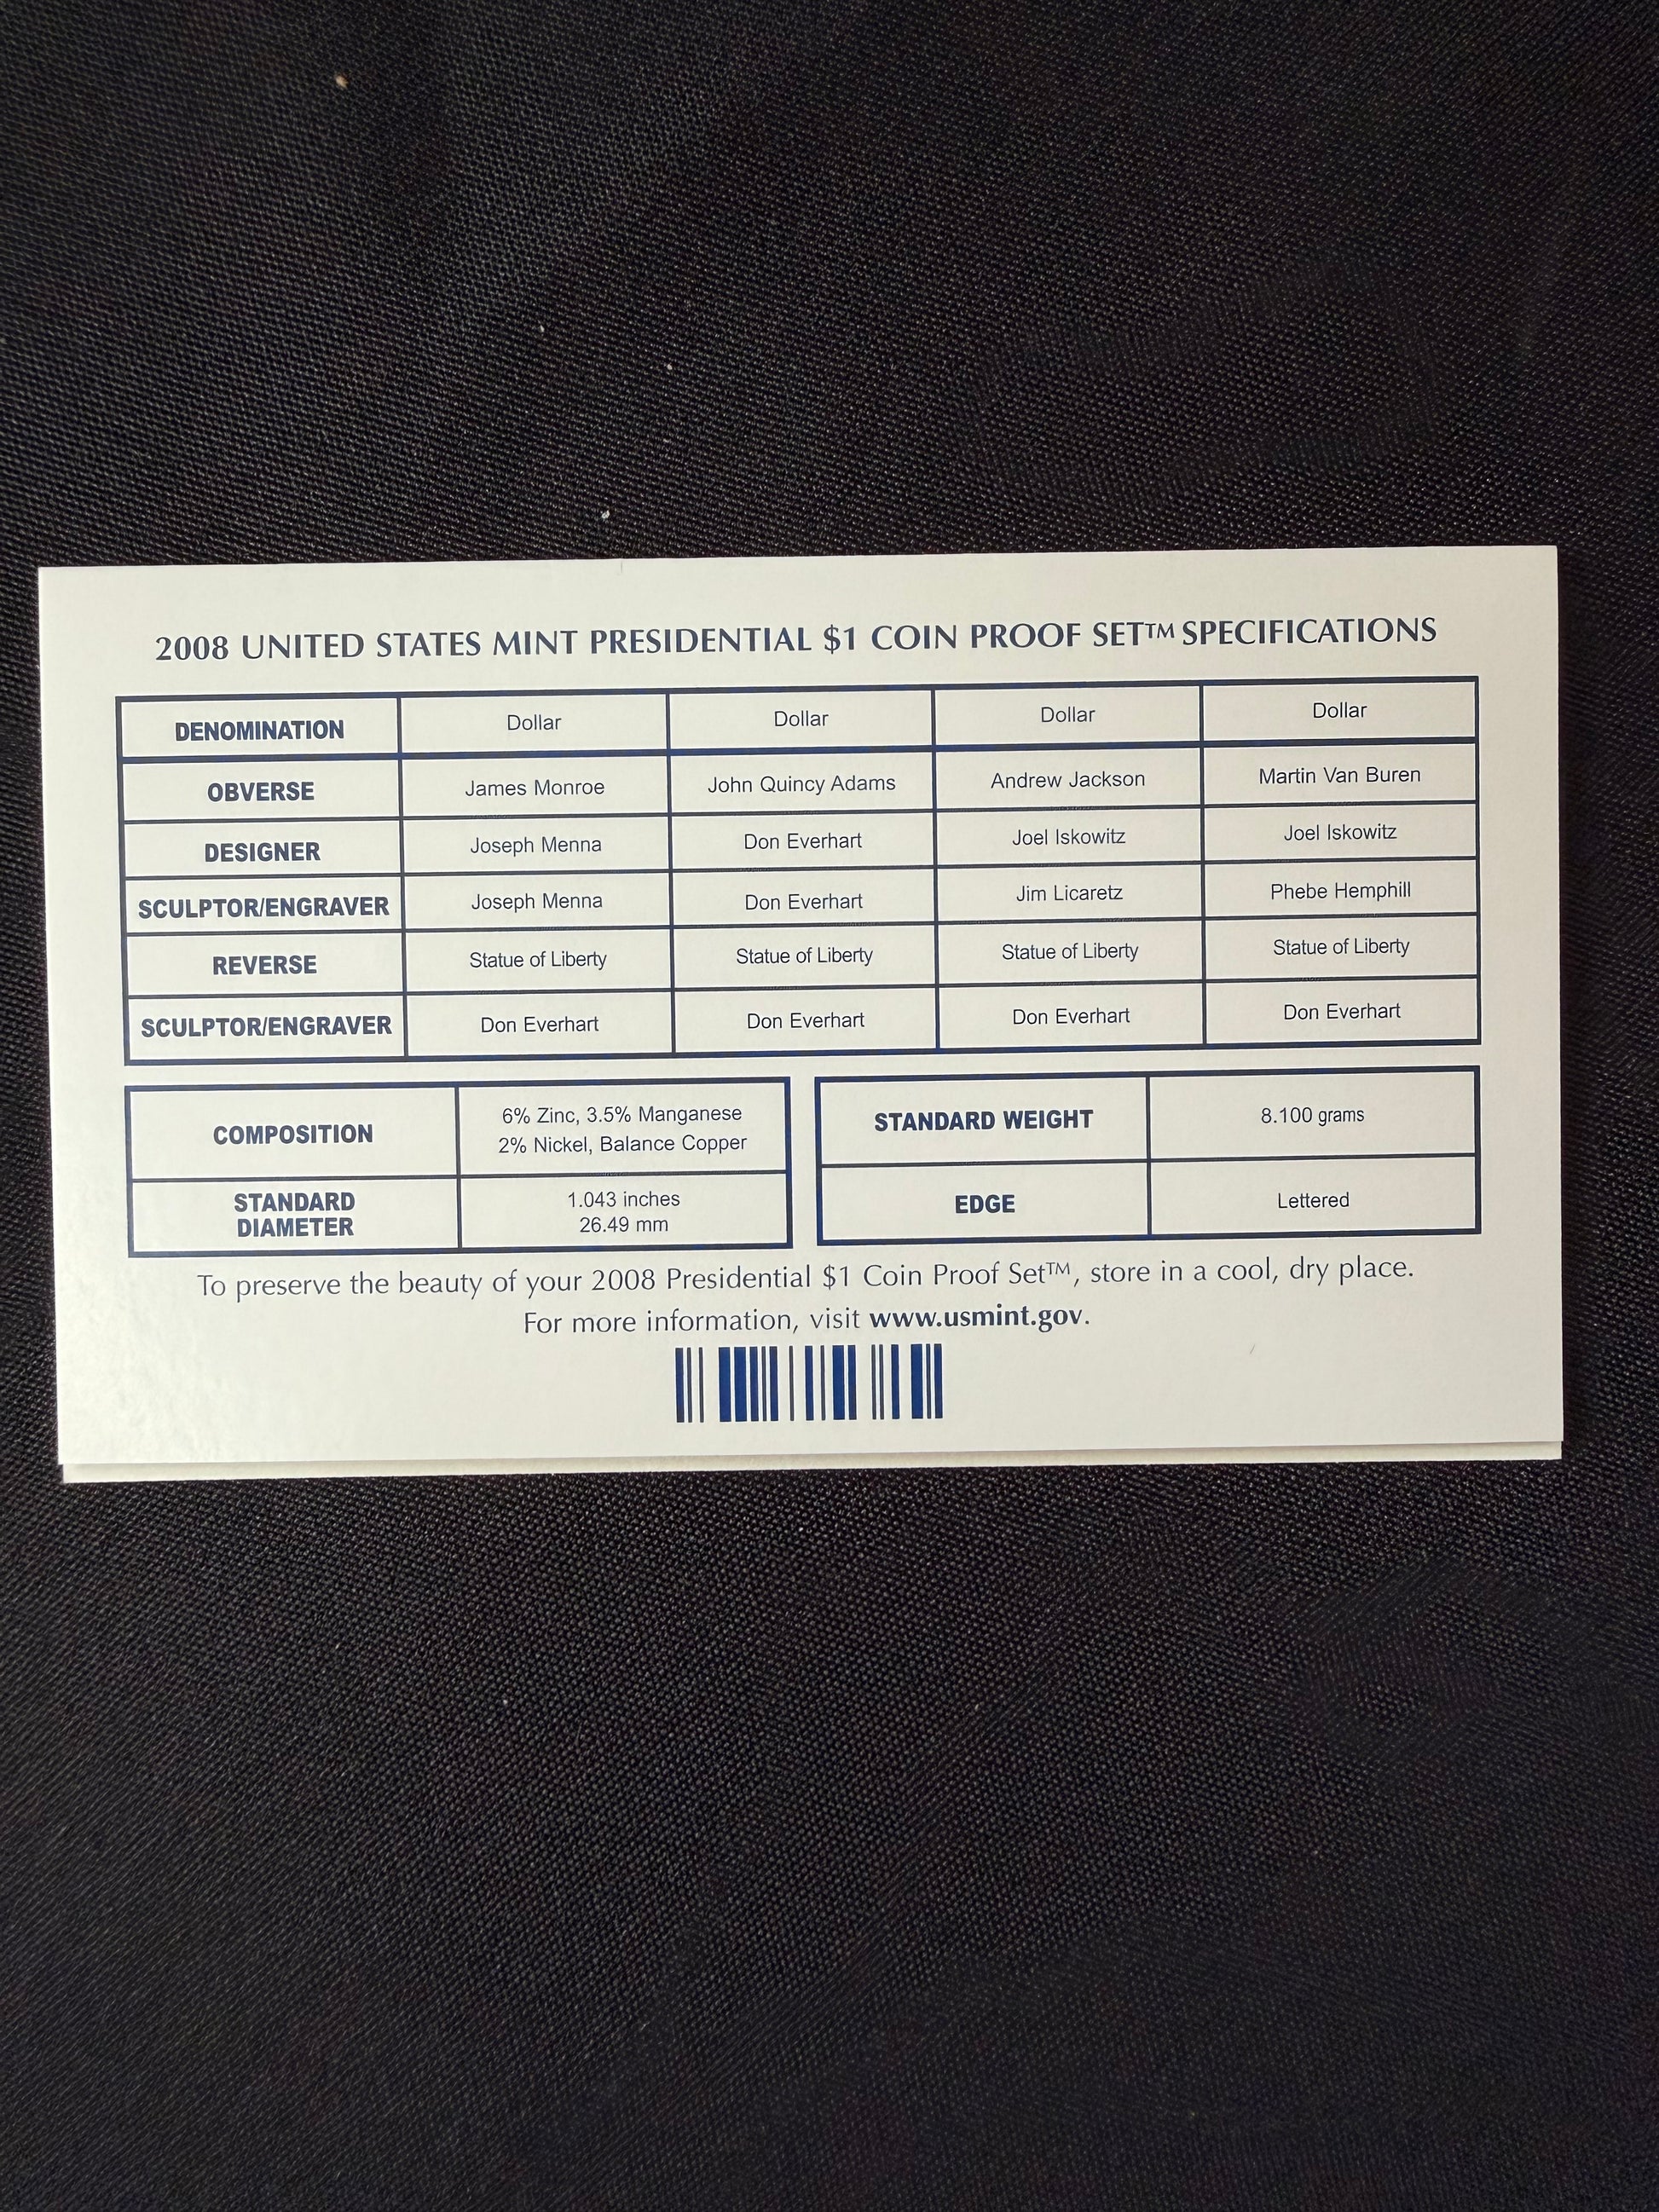 2008 UNITED STATES MINT PRESIDENTIAL $1 COIN PROOF SET™ SPECIFICATIONS
DENOMINATION Dollar Dollar Dollar Dollar
OBVERSE James Monroe John Quincy Adams Andrew Jackson Martin Van Buren
DESIGNER Joseph Menna Don Everhart Joel Iskowitz Joel Iskowitz
SCULPTOR/ENGRAVER Joseph Menna Don Everhart Jim Licaretz Phebe Hemphill
REVERSE Statue of Liberty Statue of Liberty Statue of Liberty Statue of Liberty
SCULPTOR/ENGRAVER Don Everhart Don Everhart Don Everhart Don Everhart
COMPOSITION
6% Zinc, 3.5% Manganese
2% Nickel, Balance Copper
STANDARD
DIAMETER
1.043 inches
26.49 mm
STANDARD WEIGHT 8.100 grams
EDGE Lettered
To preserve the beauty of your 2008 Presidential $1 Coin Proof Set™, store in a cool, dry place.
For more information, visit www.usmint.gov.